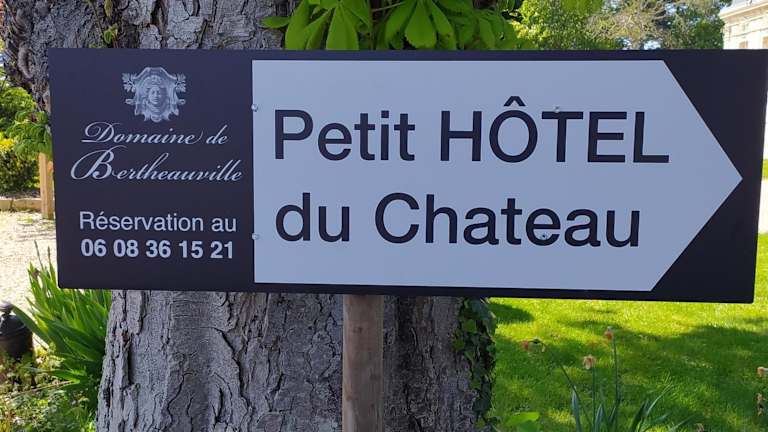 Domaine de
Bertheauville
Réservation au
06 08 36 15 21
Petit HÔTEL
du Chateau